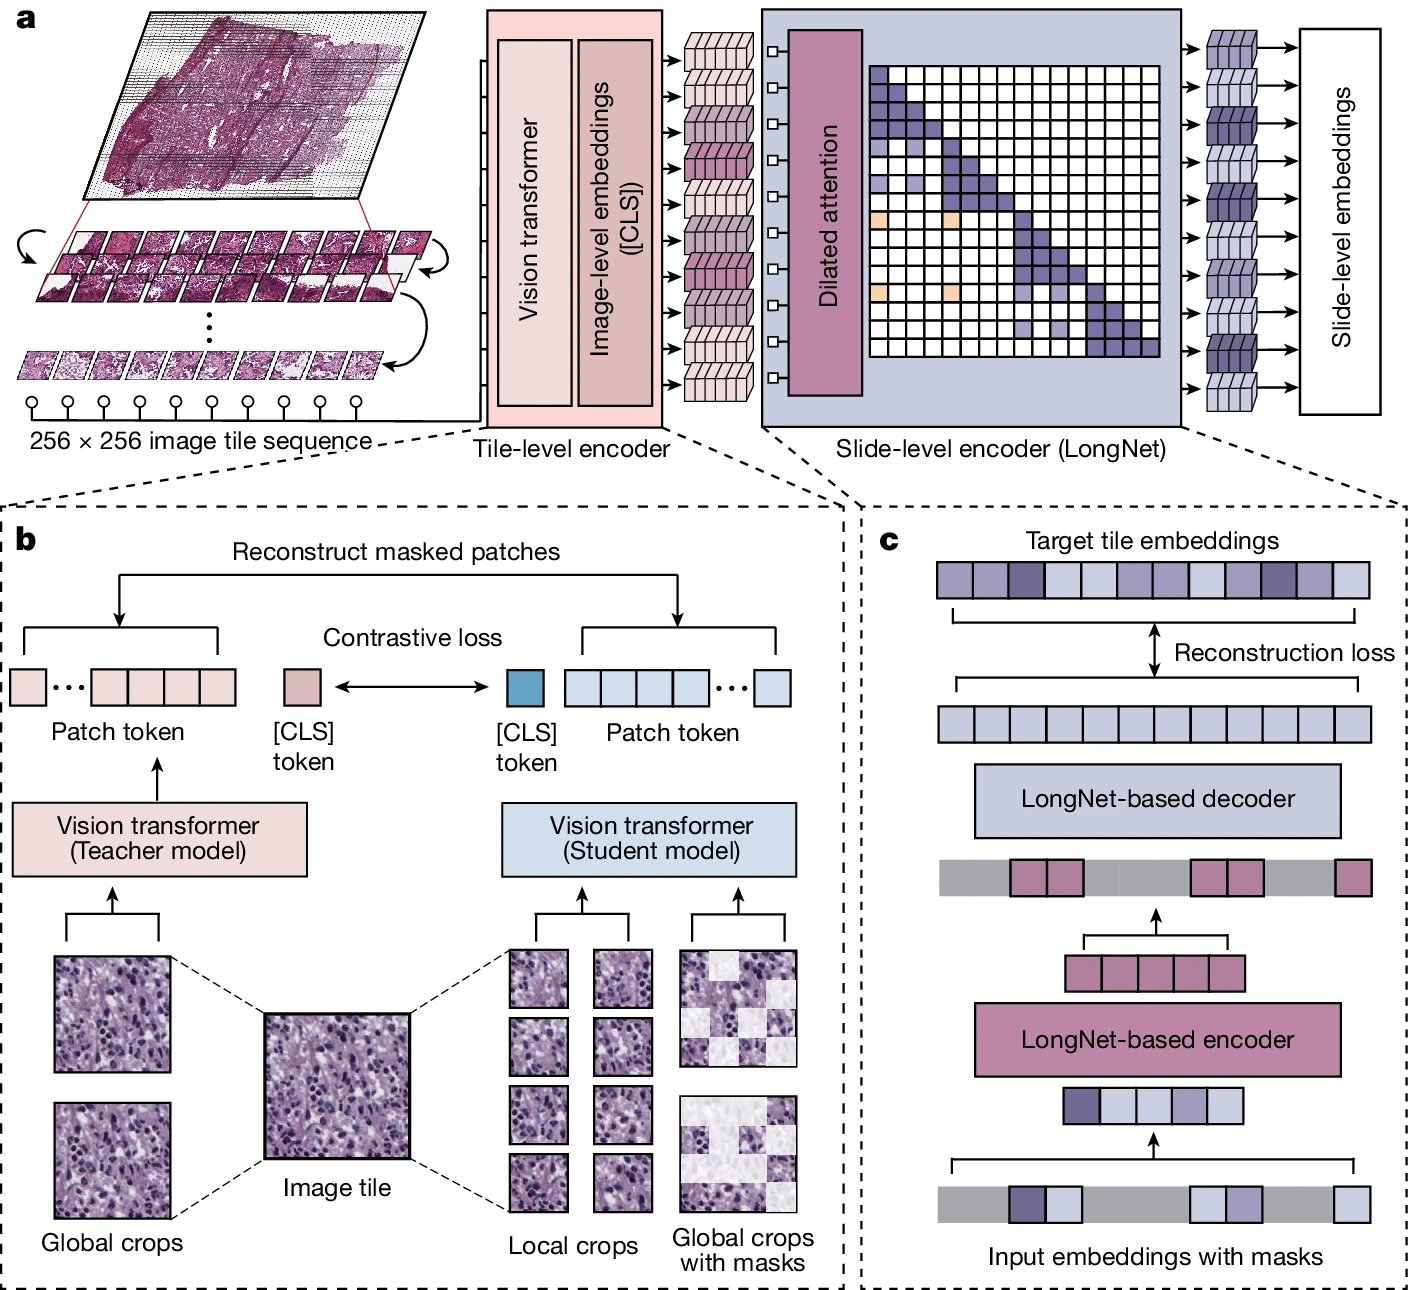 a
256 × 256 image tile sequence
Vision transformer
Image-level embeddings
([CLS])
Tile-level encoder
Dilated attention
Slide-level encoder (LongNet)
Slide-level embeddings
b
Reconstruct masked patches
Contrastive loss
Patch token
[CLS]
token
[CLS]
token
Patch token
Vision transformer
(Teacher model)
Vision transformer
(Student model)
Image tile
Global crops
Local crops
Global crops
with masks
c
Target tile embeddings
Reconstruction loss
LongNet-based decoder
LongNet-based encoder
Input embeddings with masks